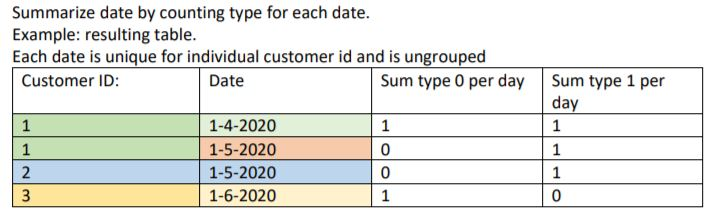 Summarize date by counting type for each date.
Example: resulting table.
Each date is unique for individual customer id and is ungrouped
Customer ID: Date Sum type 0 per day Sum type 1 per
day
1 1-4-2020 1 1
1 1-5-2020 0 1
2 1-5-2020 0 1
3 1-6-2020 1 0